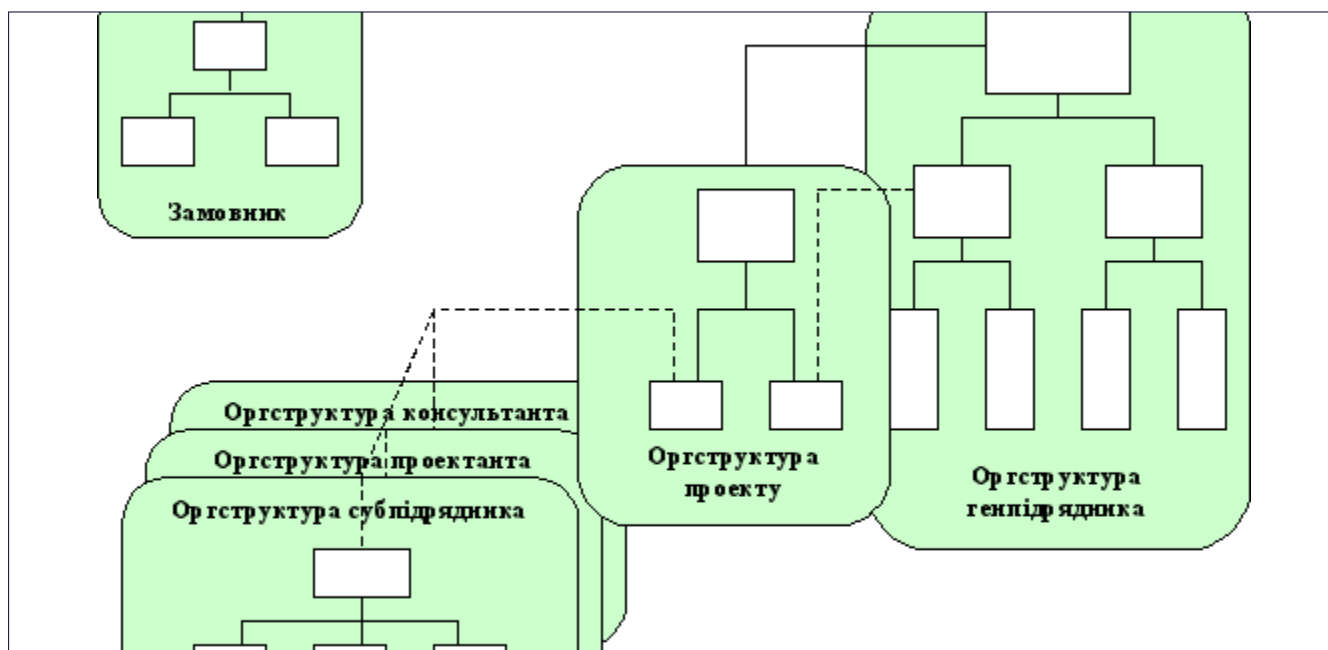 Замовник
Оргструктура консультанта
Оргструктура проектанта
Оргструктура субпідрядника
Оргструктура
проекту
Оргструктура
генпідрядника